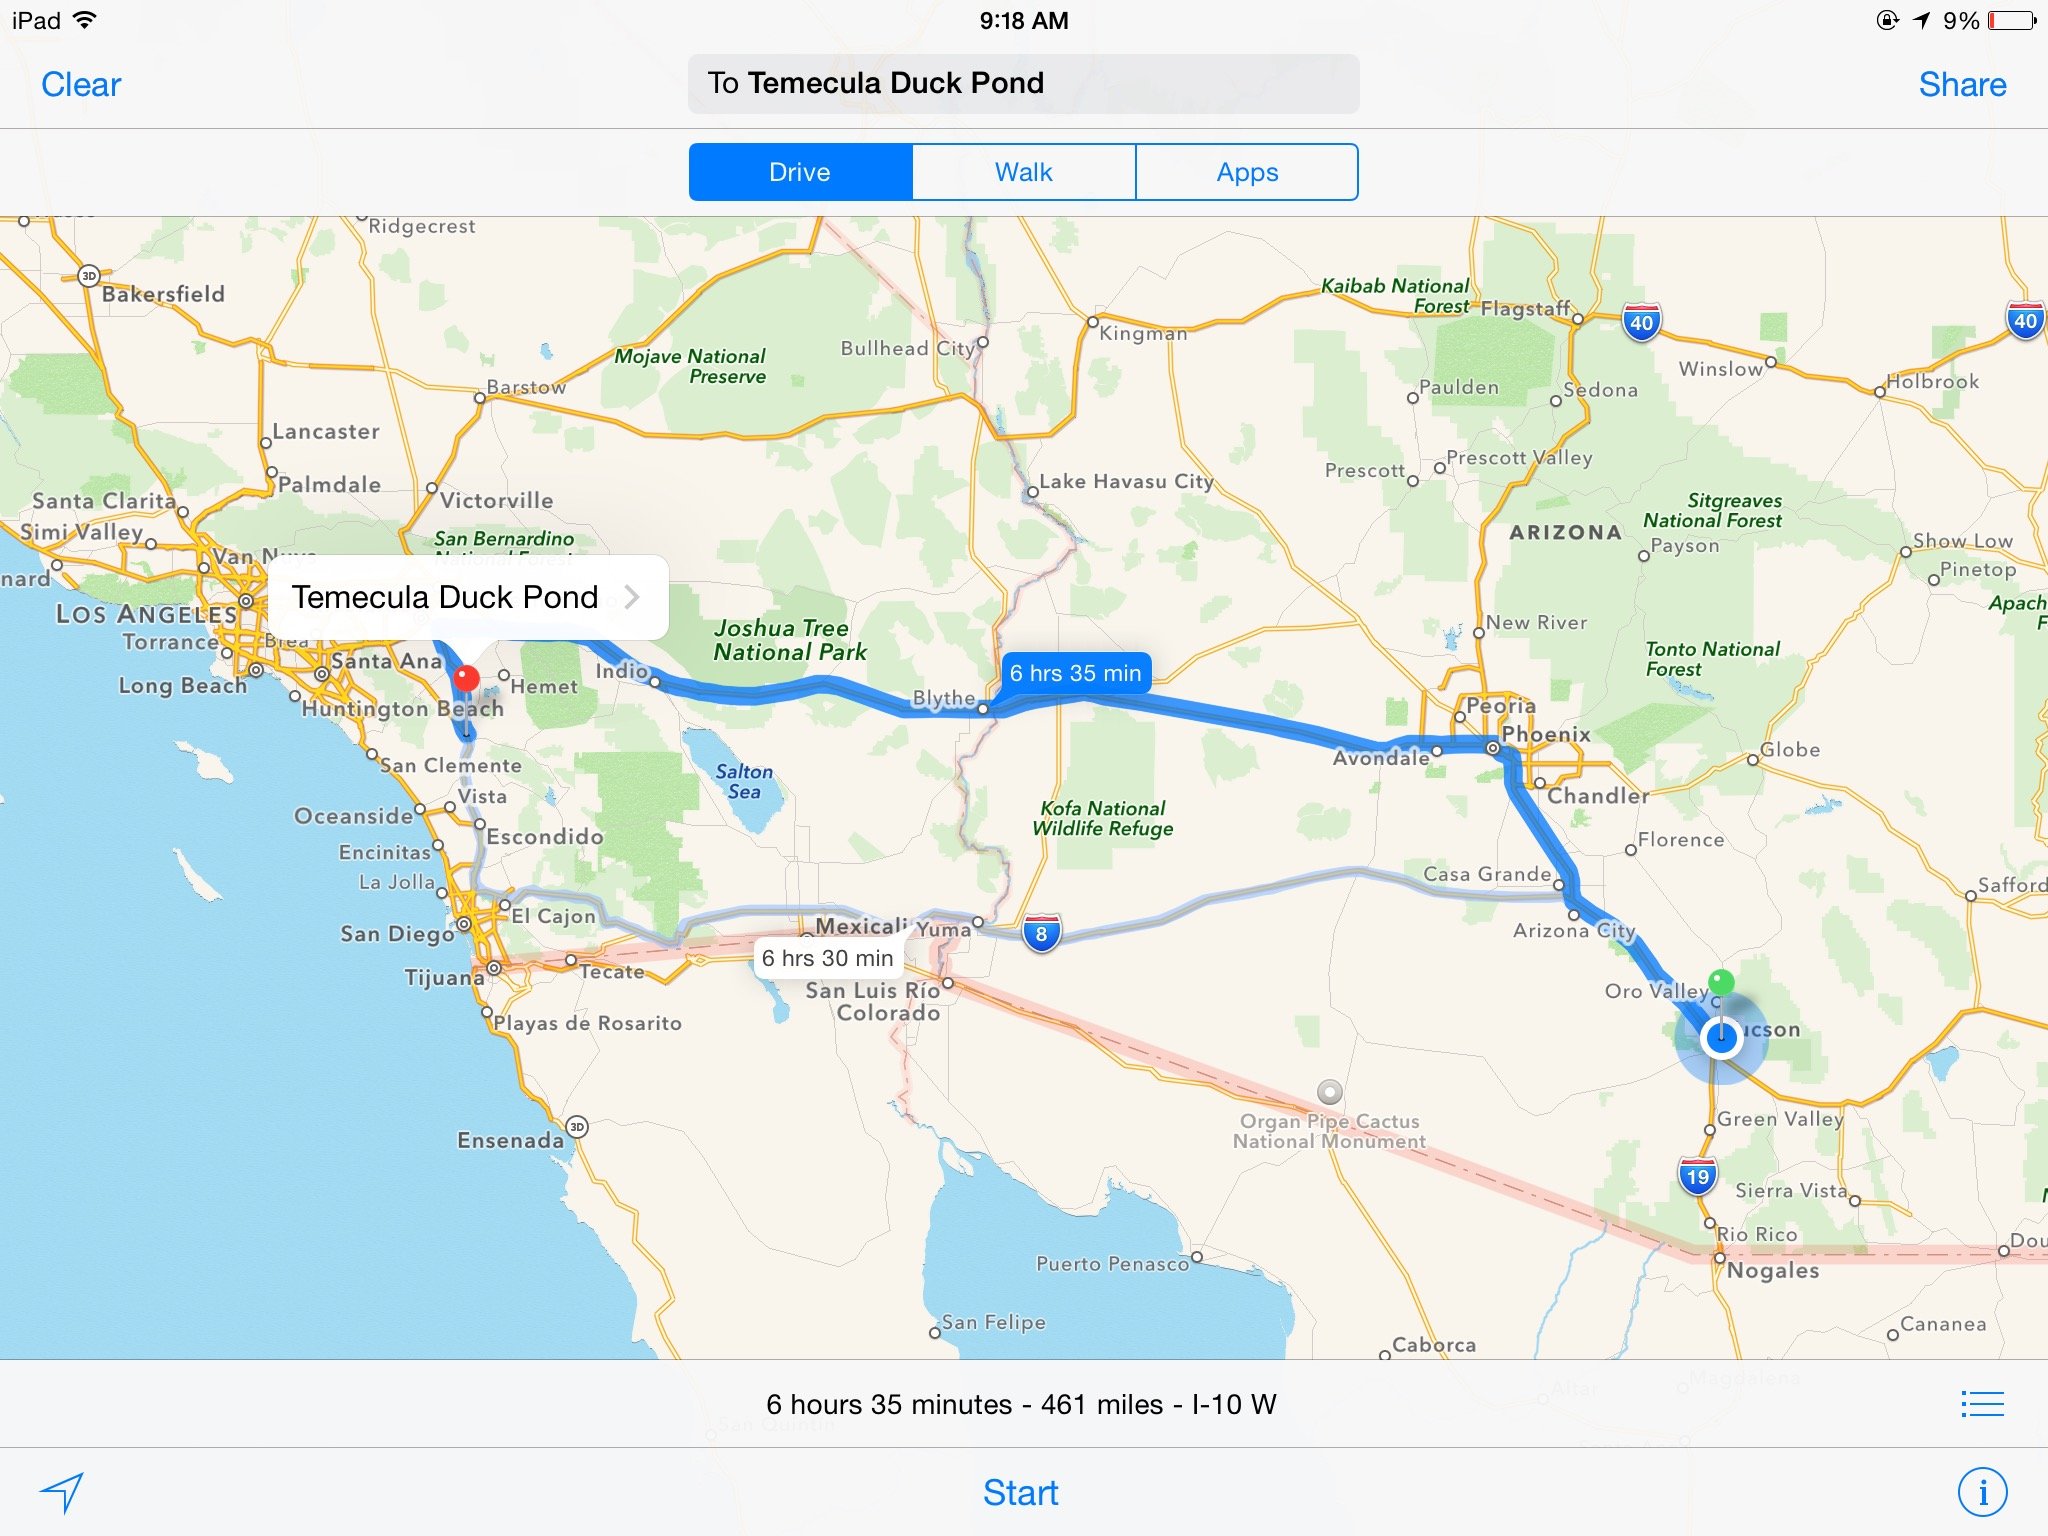 iPad
9:18 AM
9%
Clear
To Temecula Duck Pond
Share
Drive
Walk
Apps
Ridgecrest
3D
Bakersfield
Kaibab National
Forest
Flagstaff
40
40
Bullhead City
Kingman
Mojave National
Preserve
Winslow
Holbrook
Barstow
Paulden
Sedona
Lancaster
Prescott
Prescott Valley
Palmdale
Lake Havasu City
Santa Clarita
Victorville
Sitgreaves
National Forest
Simi Valley
San Bernardino
National Forest
ARIZONA
Payson
Show Low
Van Nuys
nard
Pinetop
Temecula Duck Pond
LOS ANGELES
Apach
F
Torrance
Brea
Joshua Tree
National Park
New River
Tonto National
Forest
Santa Ana
Long Beach
Hemet
Indio
6 hrs 35 min
Blythe
Huntington Beach
Peoria
Phoenix
Avondale
Globe
San Clemente
Salton
Sea
Vista
Chandler
Oceanside
Kofa National
Wildlife Refuge
Escondido
Florence
Encinitas
La Jolla
Casa Grande
Safford
El Cajon
San Diego
Mexicali
Yuma
8
Arizona City
6 hrs 30 min
Tijuana
Tecate
San Luis Río
Colorado
Oro Valley
ucson
Playas de Rosarito
Organ Pipe Cactus
National Monument
Green Valley
Ensenada
3D
19
Sierra Vista
Rio Rico
Dou
Puerto Penasco
Nogales
San Felipe
Cananea
Caborca
Altar
Magdalena
6 hours 35 minutes - 461 miles - I-10 W
San Quintin
Start